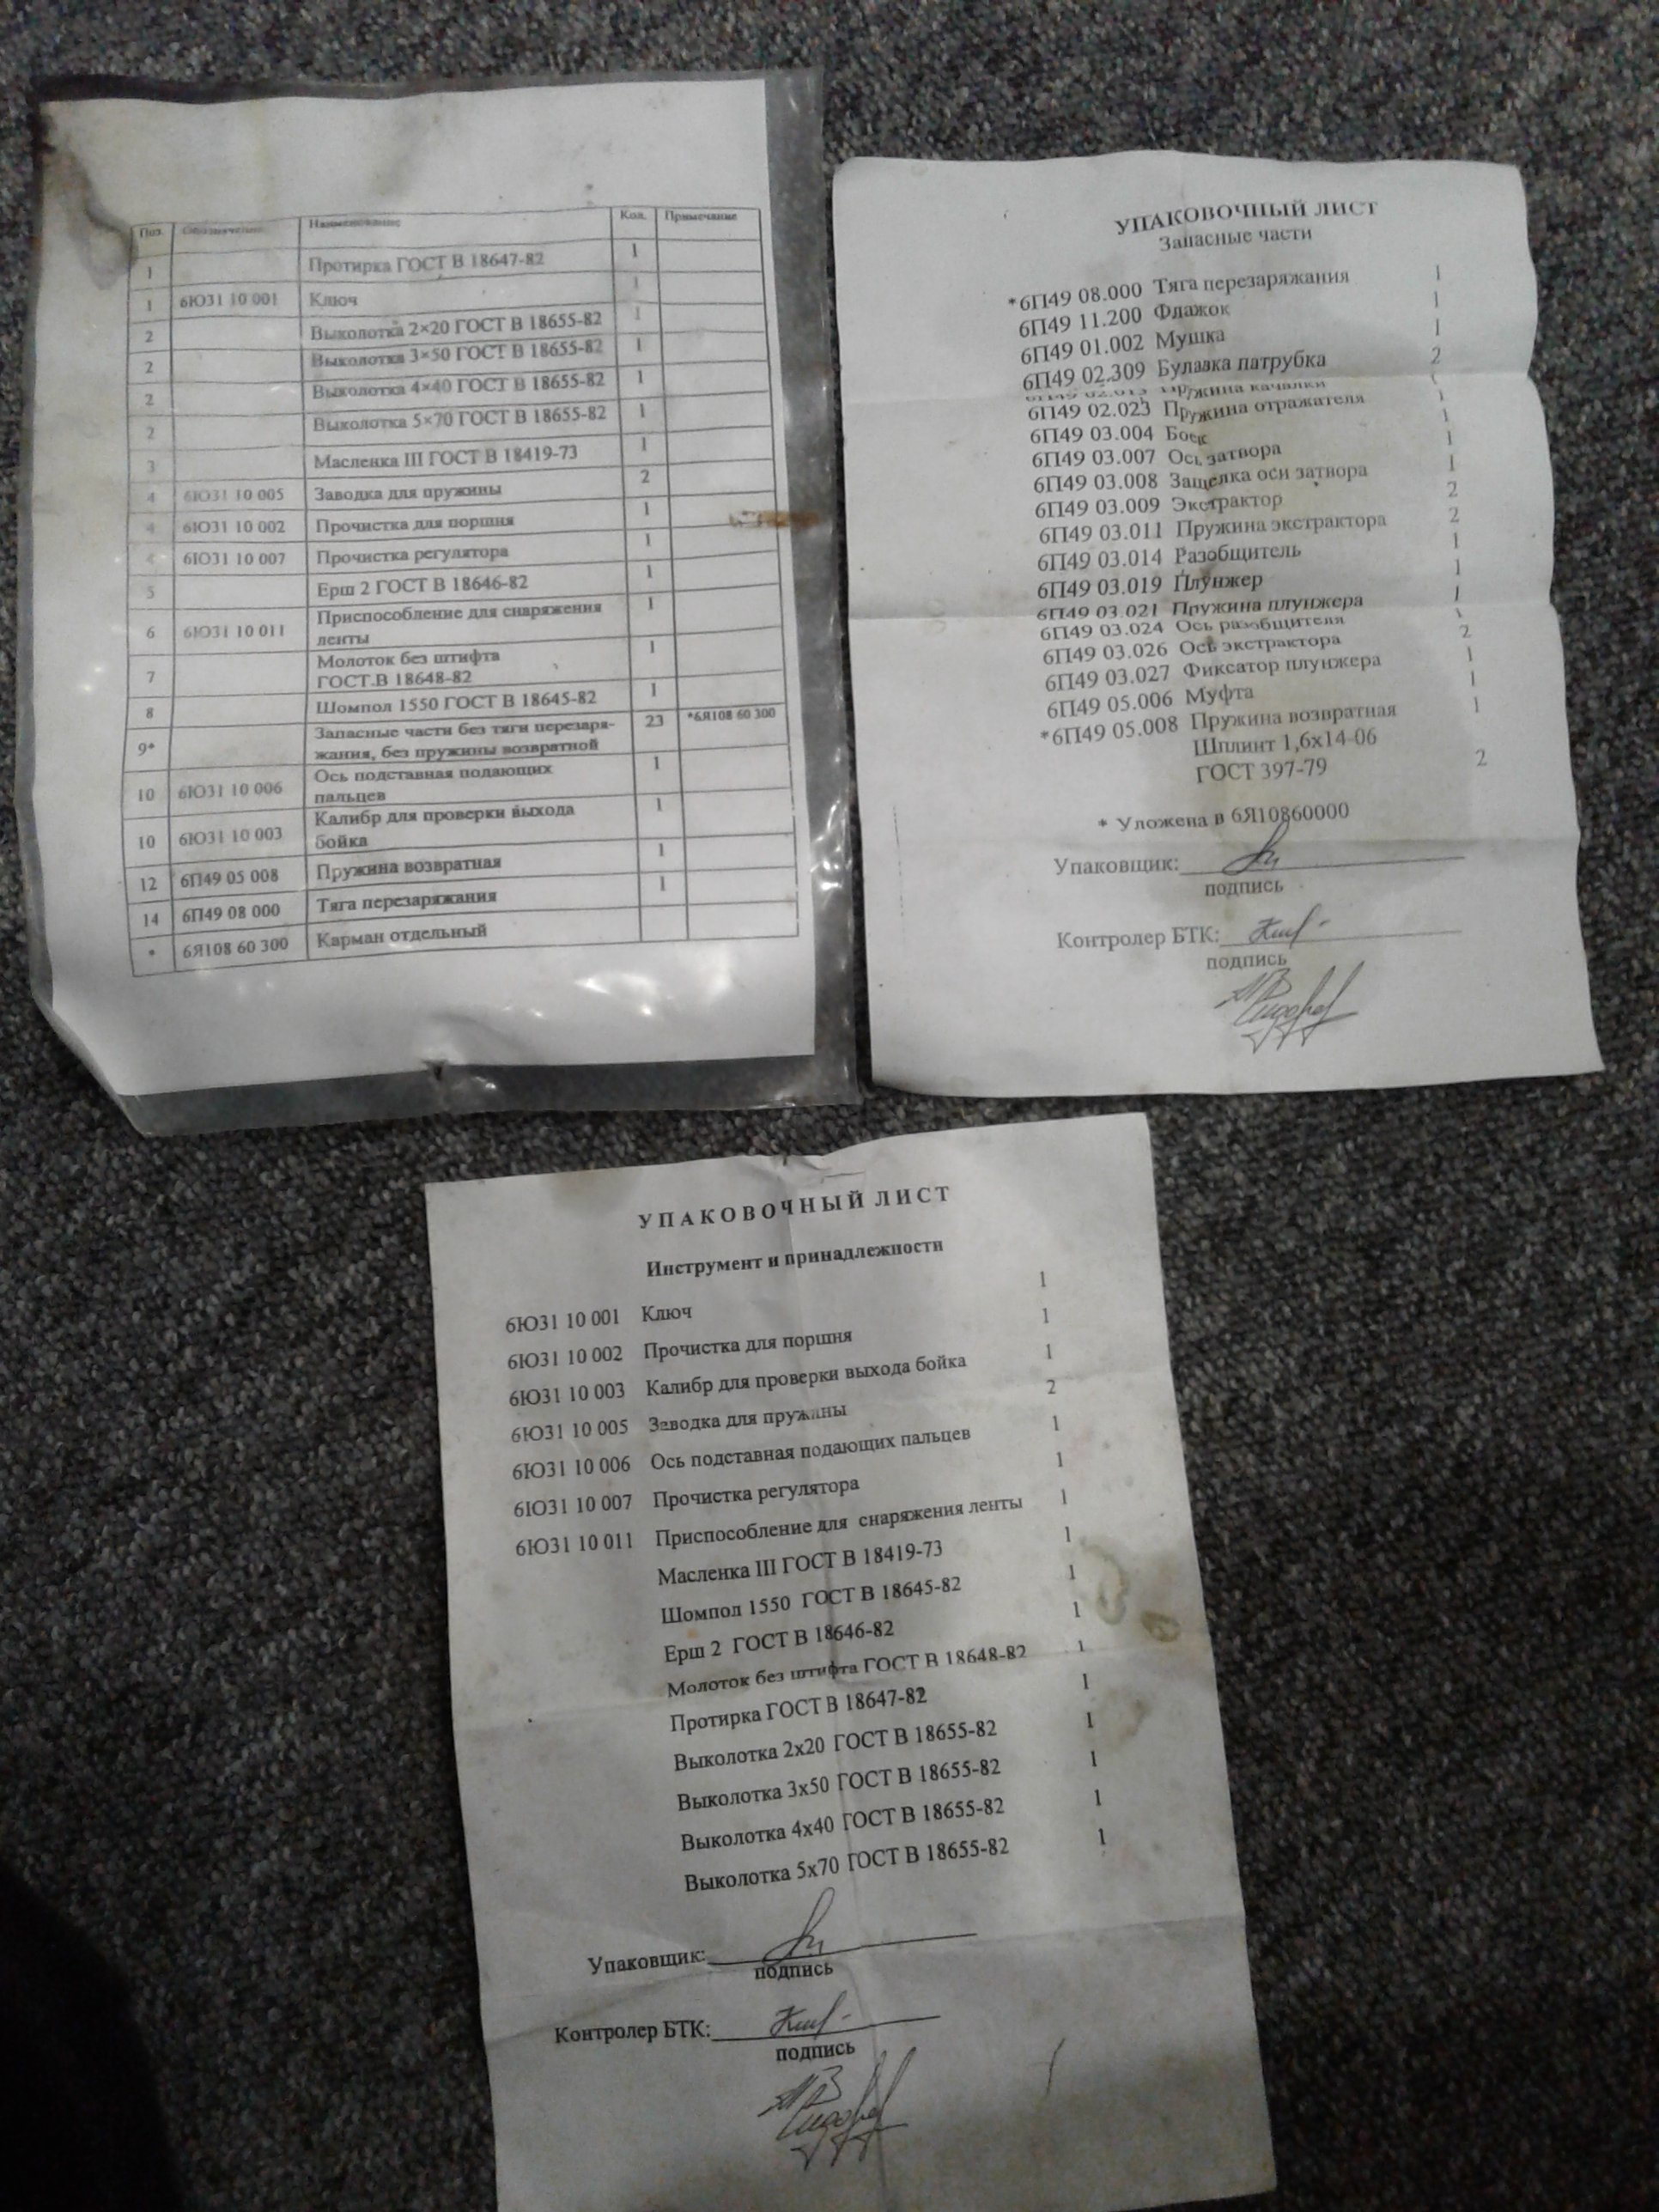 Поз. Обозначение Наименование Кол. Примечание
1 Протирка ГОСТ В 18647-82 1
1 6Ю31 10 001 Ключ 1
2 Выколотка 2×20 ГОСТ В 18655-82 1
2 Выколотка 3×50 ГОСТ В 18655-82 1
2 Выколотка 4×40 ГОСТ В 18655-82 1
2 Выколотка 5×70 ГОСТ В 18655-82 1
3 Масленка III ГОСТ В 18419-73 1
4 6Ю31 10 005 Заводка для пружины 2
4 6Ю31 10 002 Прочистка для поршня 1
4 6Ю31 10 007 Прочистка регулятора 1
5 Ерш 2 ГОСТ В 18646-82 1
6 6Ю31 10 011 Приспособление для снаряжения 1
ленты
7 Молоток без штифта 1
ГОСТ.В 18648-82
8 Шомпол 1550 ГОСТ В 18645-82 1
9* Запасные части без тяги перезаря- 23 *6Я108 60 300
жания, без пружины возвратной
10 6Ю31 10 006 Ось подставная подающих 1
пальцев
10 6Ю31 10 003 Калибр для проверки выхода 1
бойка
12 6П49 05 008 Пружина возвратная 1
14 6П49 08 000 Тяга перезаряжания 1
* 6Я108 60 300 Карман отдельный
УПАКОВОЧНЫЙ ЛИСТ
Запасные части
*6П49 08.000 Тяга перезаряжания 1
6П49 11.200 Флажок 1
6П49 01.002 Мушка 1
6П49 02.309 Булавка патрубка 2
Пружина качалки
6П49 02.023 Пружина отражателя 1
6П49 03.004 Боек 1
6П49 03.007 Ось затвора 1
6П49 03.008 Защелка оси затвора 1
6П49 03.009 Экстрактор 2
6П49 03.011 Пружина экстрактора 2
6П49 03.014 Разобщитель 1
6П49 03.019 Плунжер 1
6П49 03.021 Пружина плунжера 1
6П49 03.024 Ось разобщителя 1
6П49 03.026 Ось экстрактора 2
6П49 03.027 Фиксатор плунжера 1
6П49 05.006 Муфта 1
*6П49 05.008 Пружина возвратная 1
Шплинт 1,6х14-06
ГОСТ 397-79 2
* Уложена в 6Я10860000
Упаковщик:
подпись
Контролер БТК:
подпись
УПАКОВОЧНЫЙ ЛИСТ
Инструмент и принадлежности
6Ю31 10 001 Ключ 1
6Ю31 10 002 Прочистка для поршня 1
6Ю31 10 003 Калибр для проверки выхода бойка 1
6Ю31 10 005 Заводка для пружины 2
6Ю31 10 006 Ось подставная подающих пальцев 1
6Ю31 10 007 Прочистка регулятора 1
6Ю31 10 011 Приспособление для снаряжения ленты 1
Масленка III ГОСТ В 18419-73 1
Шомпол 1550 ГОСТ В 18645-82 1
Ерш 2 ГОСТ В 18646-82 1
Молоток без штифта ГОСТ В 18648-82 1
Протирка ГОСТ В 18647-82 1
Выколотка 2х20 ГОСТ В 18655-82 1
Выколотка 3х50 ГОСТ В 18655-82 1
Выколотка 4х40 ГОСТ В 18655-82 1
Выколотка 5х70 ГОСТ В 18655-82 1
Упаковщик:
подпись
Контролер БТК:
подпись